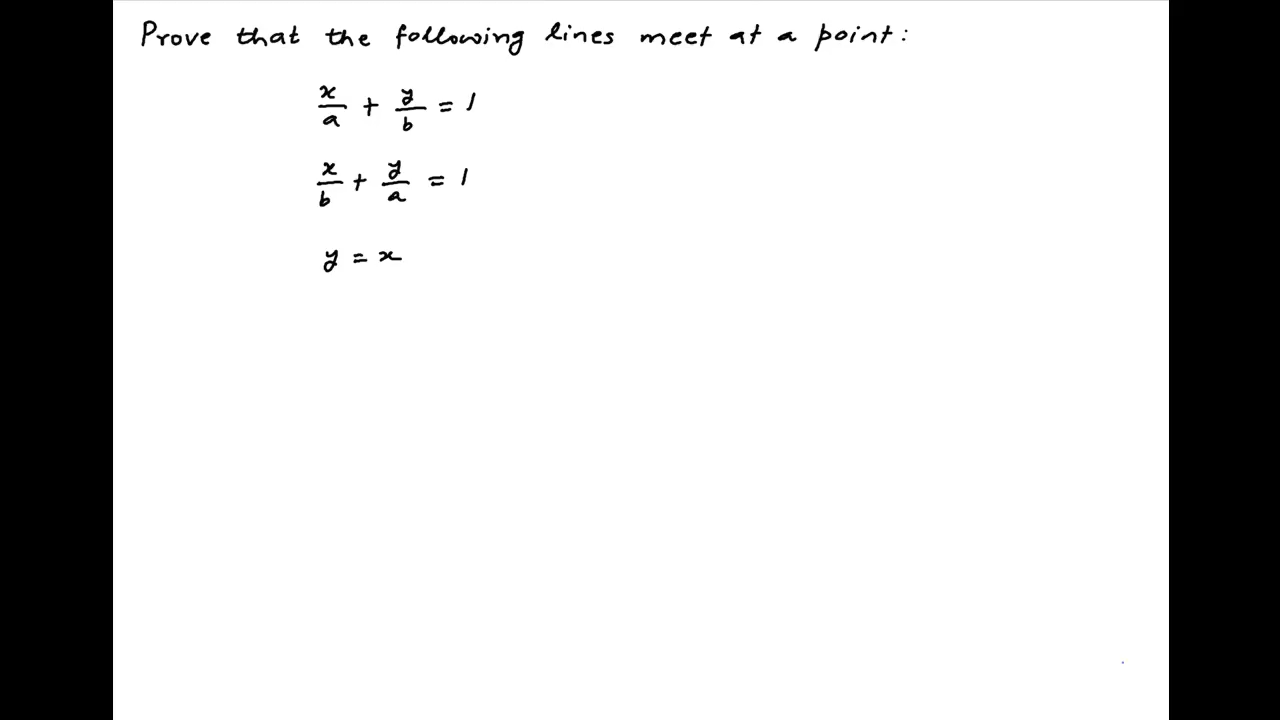 Prove that the following lines meet at a point:
x/a + y/b = 1
x/b + y/a = 1
y = x